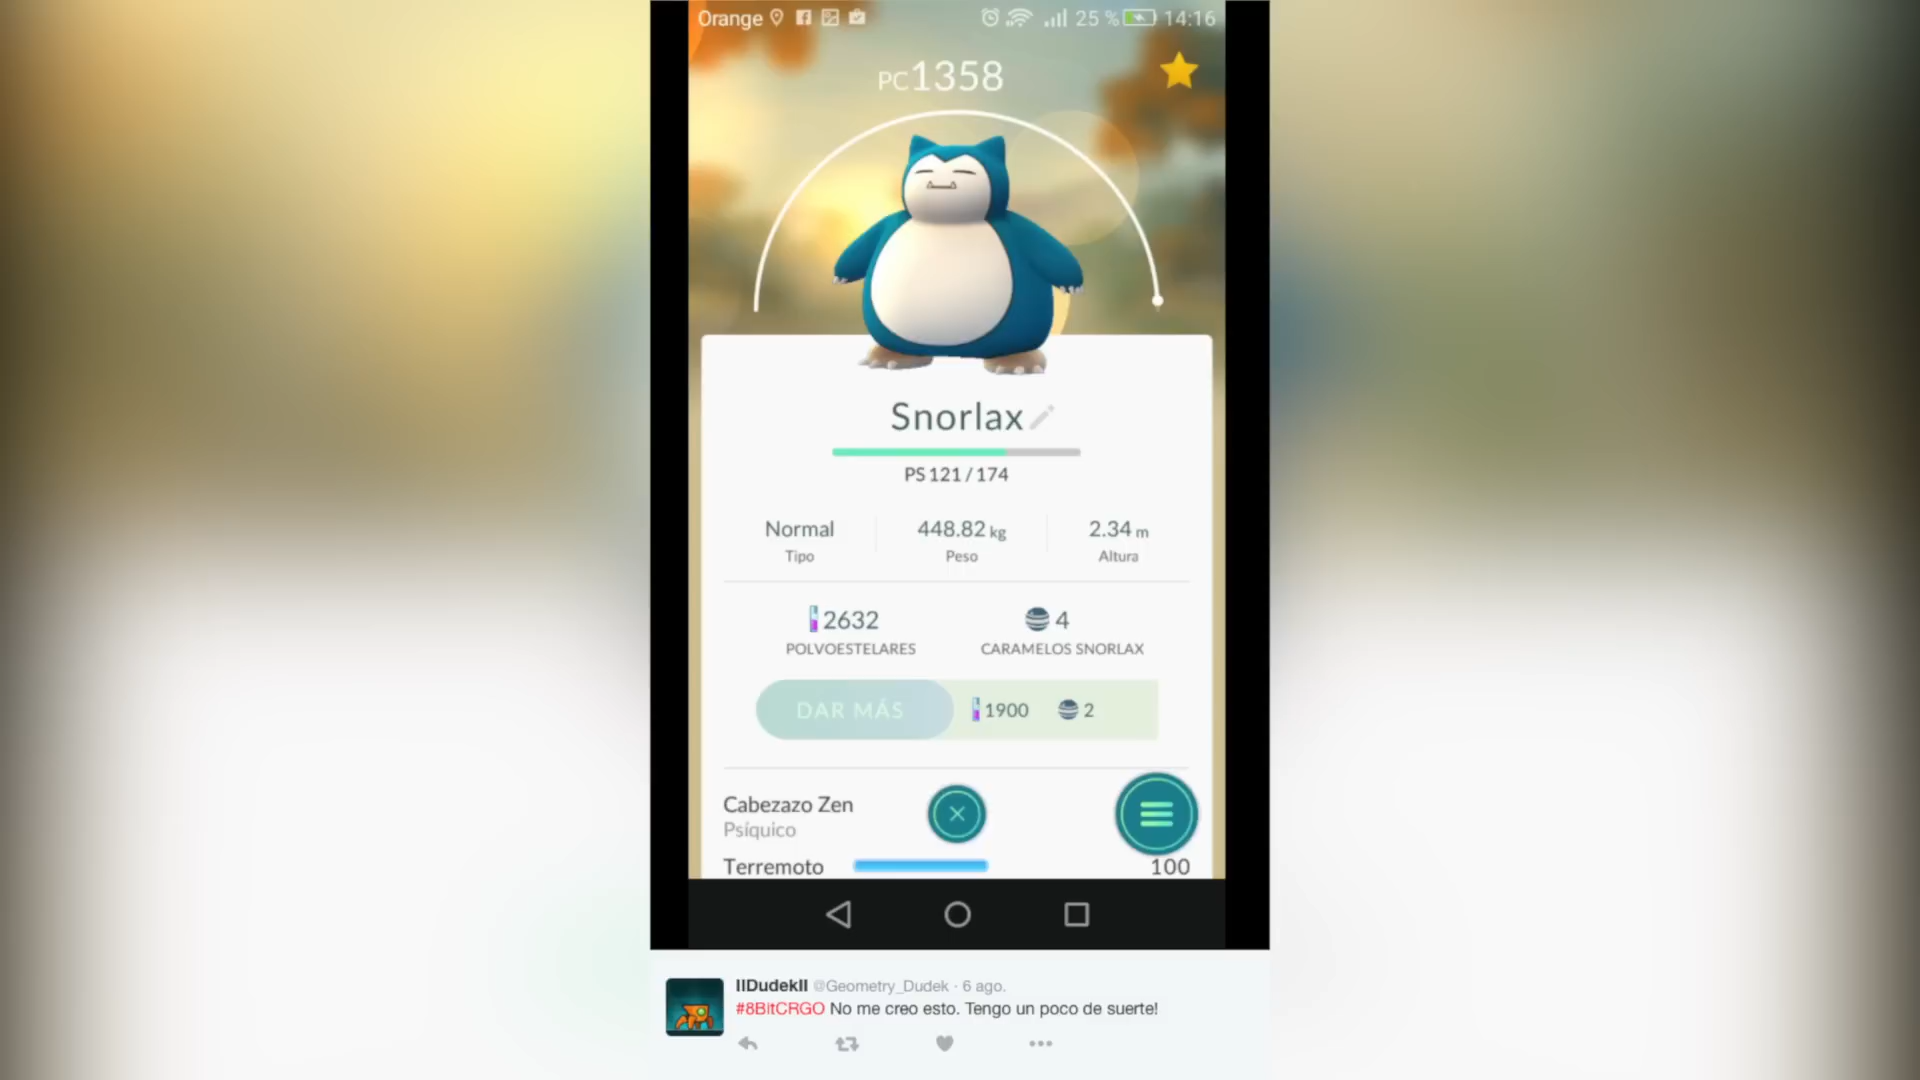 Orange 25 % 14:16
PC1358
Snorlax
PS 121 / 174
Normal 448.82 kg 2.34 m
Tipo Peso Altura
2632 4
POLVOESTELARES CARAMELOS SNORLAX
DAR MÁS 1900 2
Cabezazo Zen
Psíquico
Terremoto 100
IIDudekII @Geometry_Dudek · 6 ago.
#8BitCRGO No me creo esto. Tengo un poco de suerte!